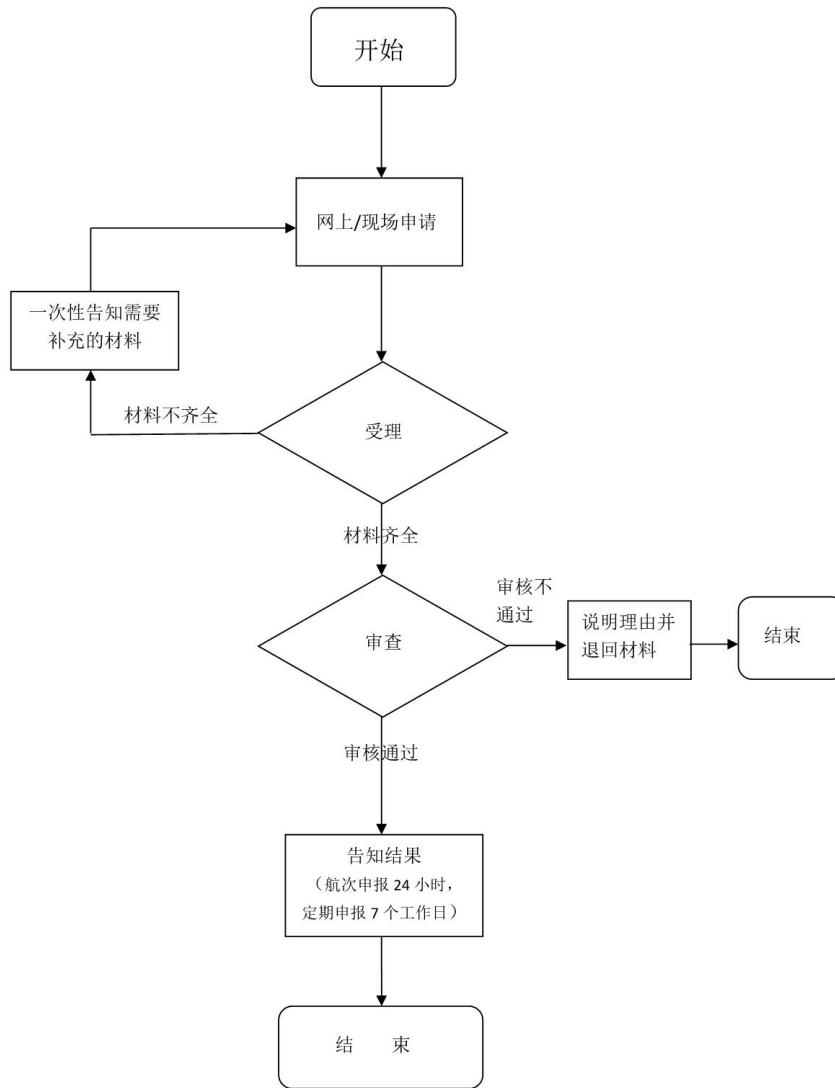 开始
网上/现场申请
一次性告知需要
补充的材料
材料不齐全
受理
材料齐全
审查
审核不
通过
说明理由并
退回材料
结束
审核通过
告知结果
（航次申报 24 小时，
定期申报 7 个工作日）
结 束